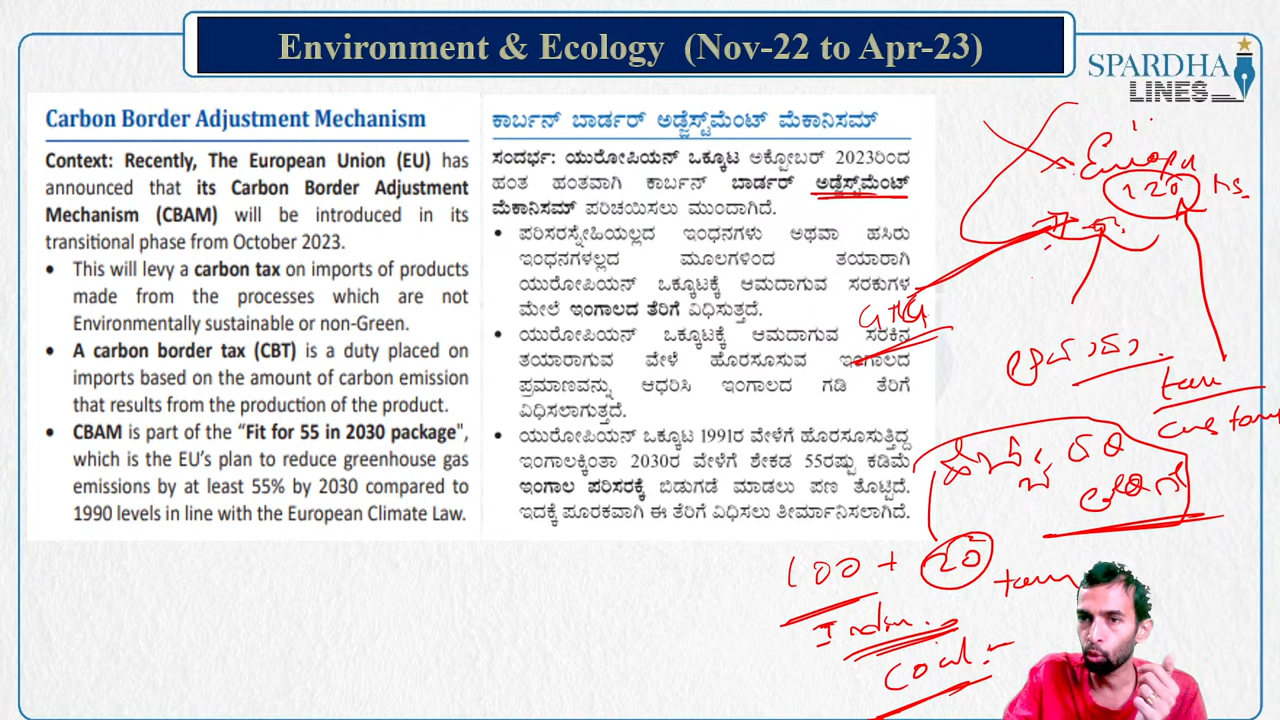 Environment & Ecology (Nov-22 to Apr-23)
SPARDHA
LINES
Carbon Border Adjustment Mechanism
Context: Recently, The European Union (EU) has
announced that its Carbon Border Adjustment
Mechanism (CBAM) will be introduced in its
transitional phase from October 2023.
• This will levy a carbon tax on imports of products
made from the processes which are not
Environmentally sustainable or non-Green.
• A carbon border tax (CBT) is a duty placed on
imports based on the amount of carbon emission
that results from the production of the product.
• CBAM is part of the "Fit for 55 in 2030 package",
which is the EU's plan to reduce greenhouse gas
emissions by at least 55% by 2030 compared to
1990 levels in line with the European Climate Law.
ಕಾರ್ಬನ್ ಬಾರ್ಡರ್ ಅಡ್ಜೆಸ್ಟ್‌ಮೆಂಟ್ ಮೆಕಾನಿಸಮ್
ಸಂದರ್ಭ: ಯುರೋಪಿಯನ್ ಒಕ್ಕೂಟ ಅಕ್ಟೋಬರ್ 2023ರಿಂದ
ಹಂತ ಹಂತವಾಗಿ ಕಾರ್ಬನ್ ಬಾರ್ಡರ್ ಅಡ್ಜೆಸ್ಟ್‌ಮೆಂಟ್
ಮೆಕಾನಿಸಮ್ ಪರಿಚಯಿಸಲು ಮುಂದಾಗಿದೆ.
• ಪರಿಸರಸ್ನೇಹಿಯಲ್ಲದ ಇಂಧನಗಳು ಅಥವಾ ಹಸಿರು
ಇಂಧನಗಳಲ್ಲದ ಮೂಲಗಳಿಂದ ತಯಾರಾಗಿ
ಯುರೋಪಿಯನ್ ಒಕ್ಕೂಟಕ್ಕೆ ಆಮದಾಗುವ ಸರಕುಗಳ
ಮೇಲೆ ಇಂಗಾಲದ ತೆರಿಗೆ ವಿಧಿಸುತ್ತದೆ.
• ಯುರೋಪಿಯನ್ ಒಕ್ಕೂಟಕ್ಕೆ ಆಮದಾಗುವ ಸರಕಿನ
ತಯಾರಾಗುವ ವೇಳೆ ಹೊರಸೂಸುವ ಇಂಗಾಲದ
ಪ್ರಮಾಣವನ್ನು ಆಧರಿಸಿ ಇಂಗಾಲದ ಗಡಿ ತೆರಿಗೆ
ವಿಧಿಸಲಾಗುತ್ತದೆ.
• ಯುರೋಪಿಯನ್ ಒಕ್ಕೂಟ 1991ರ ವೇಳೆಗೆ ಹೊರಸೂಸುತ್ತಿದ್ದ
ಇಂಗಾಲಕ್ಕಿಂತಾ 2030ರ ವೇಳೆಗೆ ಶೇಕಡ 55ರಷ್ಟು ಕಡಿಮೆ
ಇಂಗಾಲ ಪರಿಸರಕ್ಕೆ ಬಿಡುಗಡೆ ಮಾಡಲು ಪಣ ತೊಟ್ಟಿದೆ.
ಇದಕ್ಕೆ ಪೂರಕವಾಗಿ ಈ ತೆರಿಗೆ ವಿಧಿಸಲು ತೀರ್ಮಾನಿಸಲಾಗಿದೆ.
120 Rs.
GHG
100 + 20